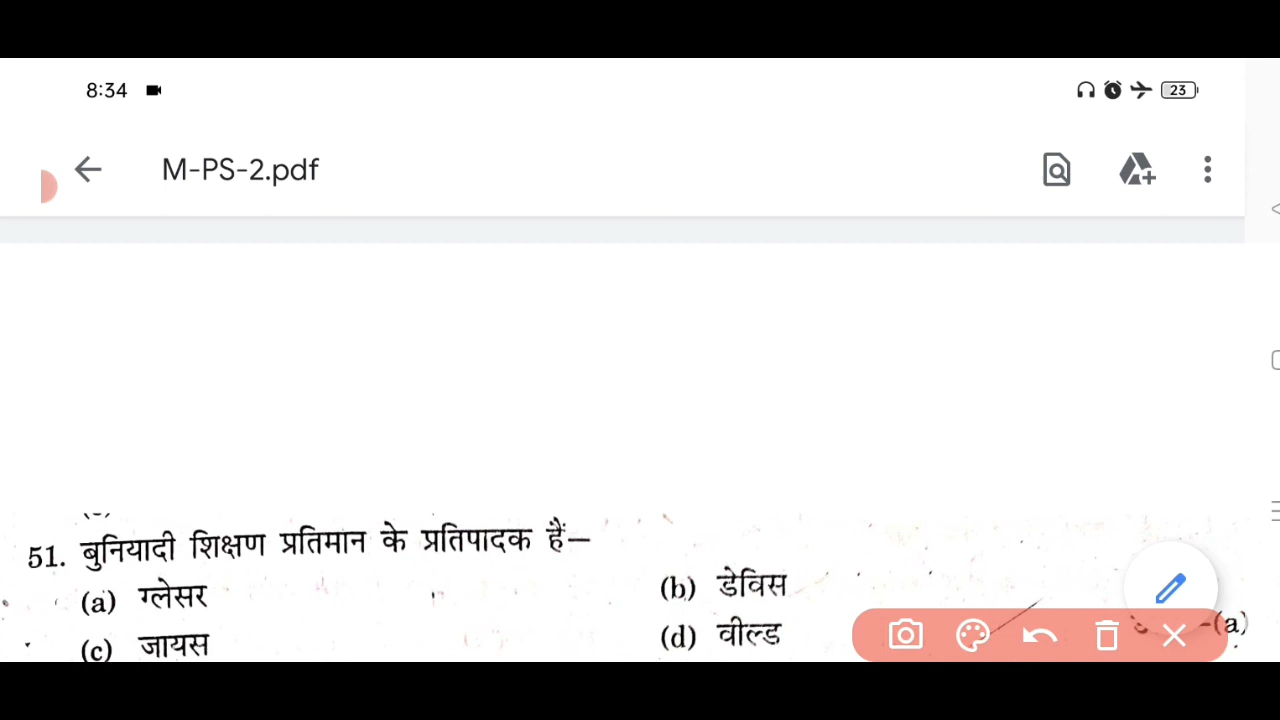 8:34
23
M-PS-2.pdf
51. बुनियादी शिक्षण प्रतिमान के प्रतिपादक हैं–
(a) ग्लेसर
(b) डेविस
(c) जायस
(d) वील्ड
–(a)